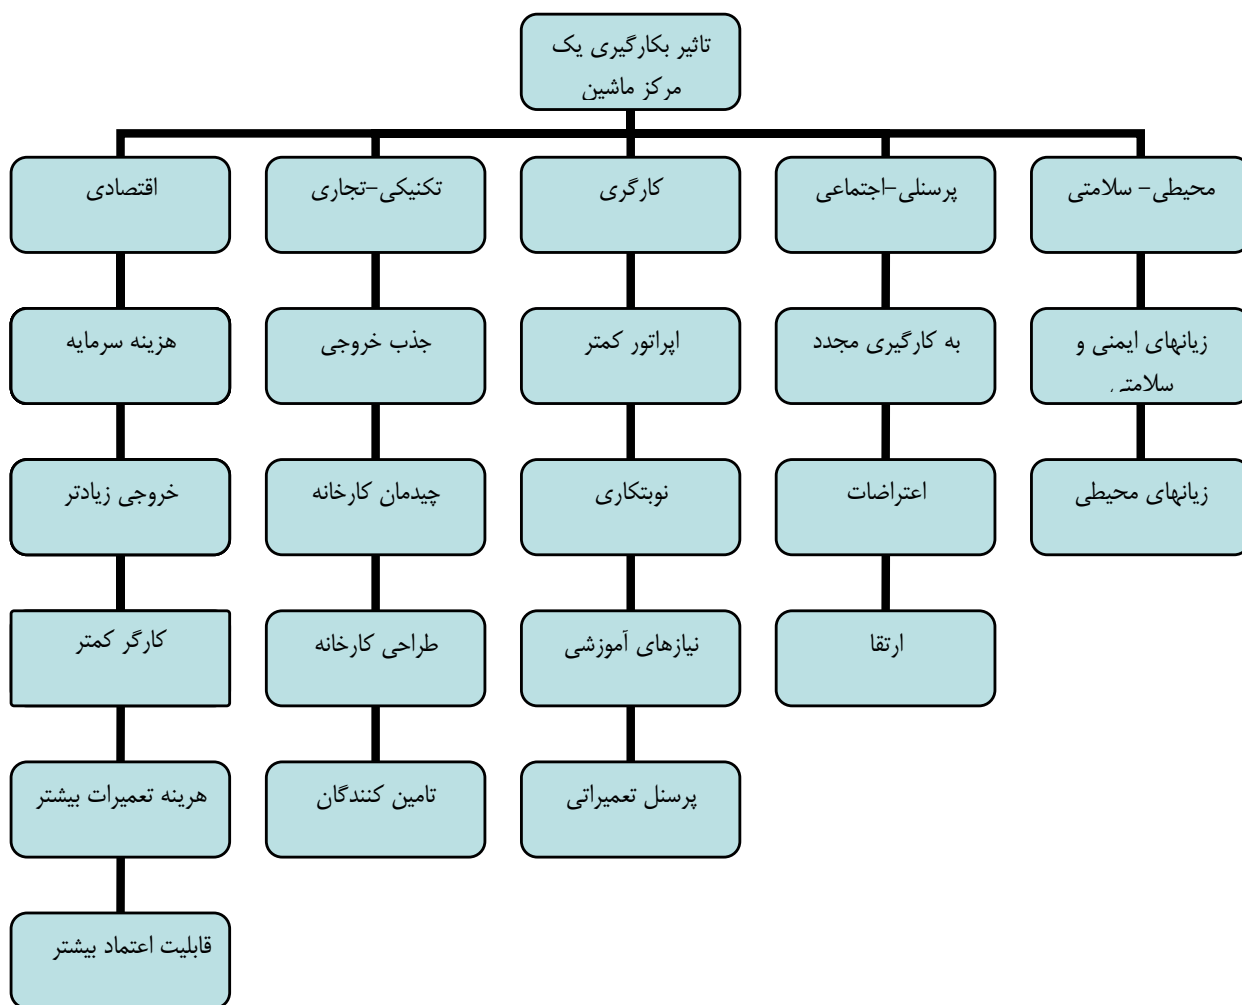 تاثیر بکارگیری یک
مرکز ماشین
محیطی- سلامتی
پرسنلی-اجتماعی
کارگری
تکنیکی-تجاری
اقتصادی
زیانهای ایمنی و
سلامتی
به کارگیری مجدد
اپراتور کمتر
جذب خروجی
هزینه سرمایه
زیانهای محیطی
اعتراضات
نوبتکاری
چیدمان کارخانه
خروجی زیادتر
ارتقا
نیازهای آموزشی
طراحی کارخانه
کارگر کمتر
پرسنل تعمیراتی
تامین کنندگان
هرینه تعمیرات بیشتر
قابلیت اعتماد بیشتر